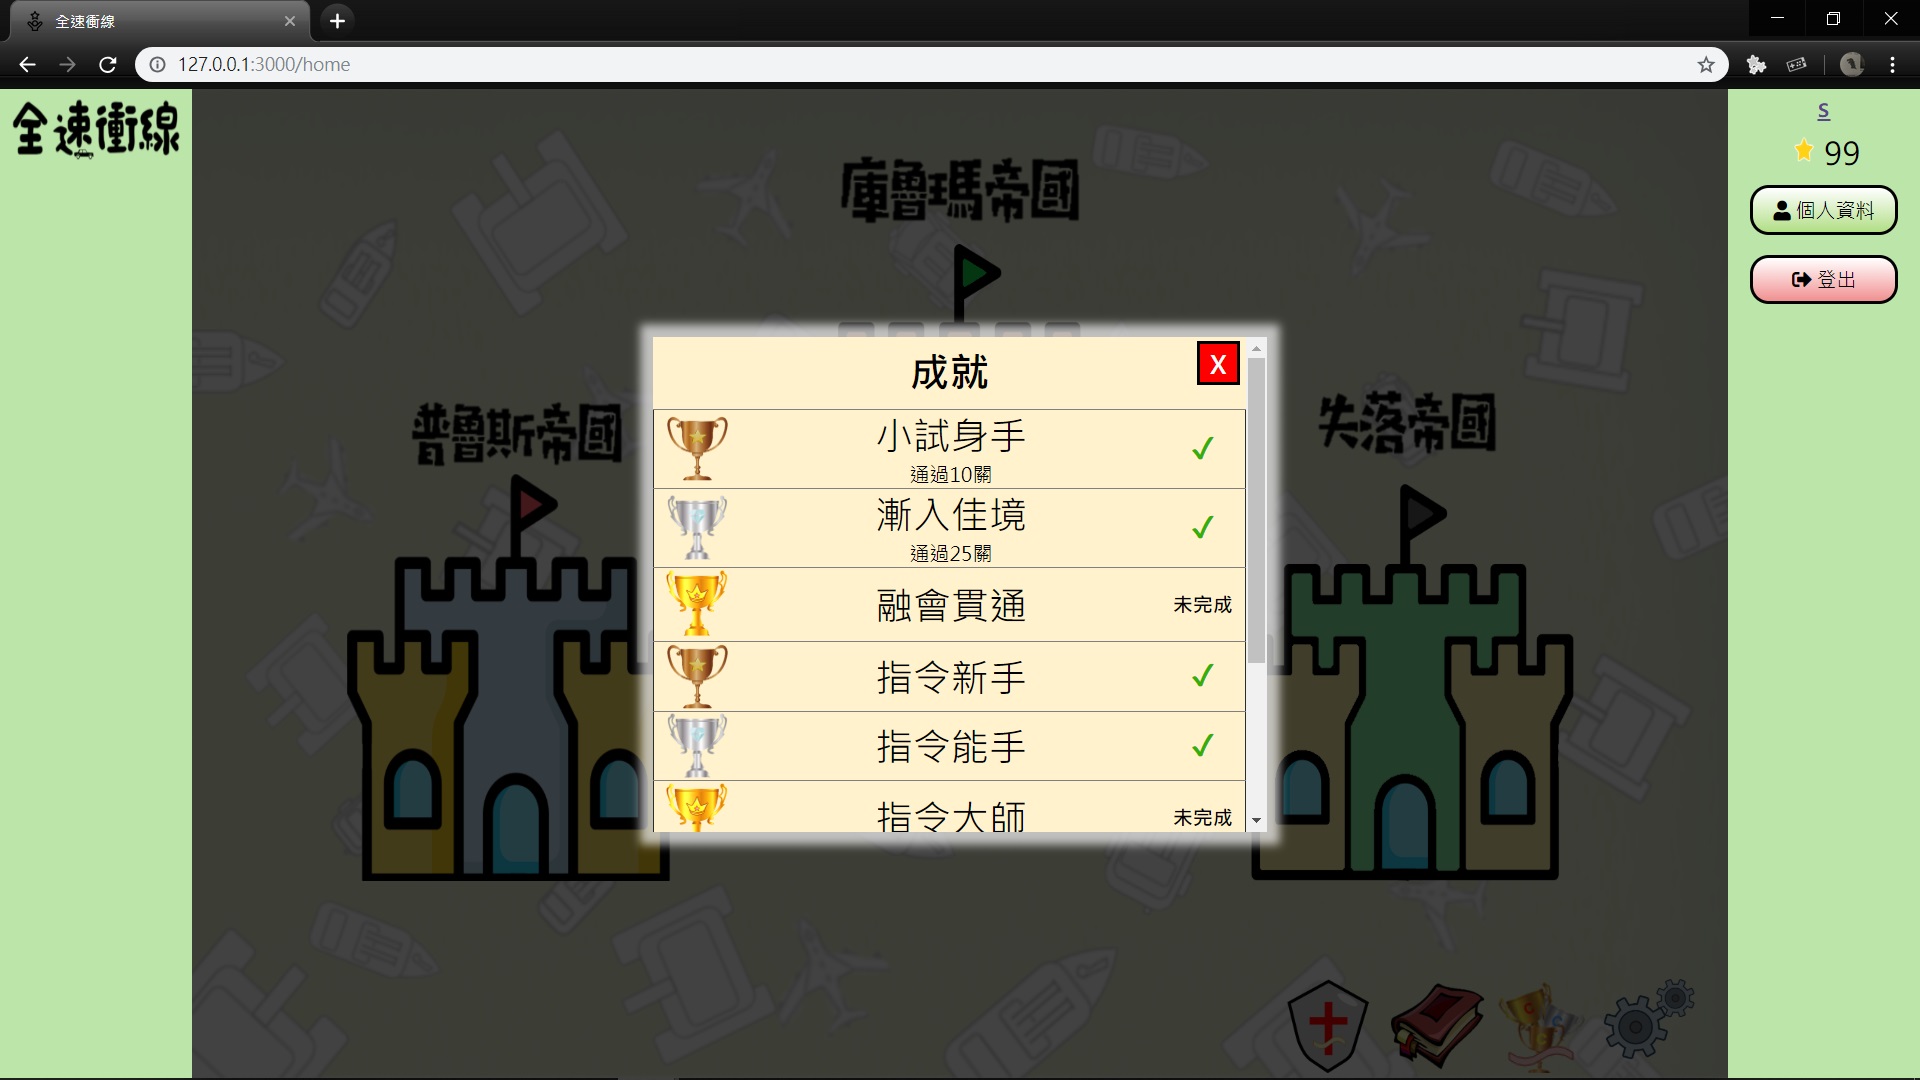 全速衝線
127.0.0.1:3000/home
全速衝線
S
99
個人資料
登出
庫魯瑪帝國
普魯斯帝國
失落帝國
成就
X
小試身手
通過10關
漸入佳境
通過25關
融會貫通
未完成
指令新手
指令能手
指令大師
未完成